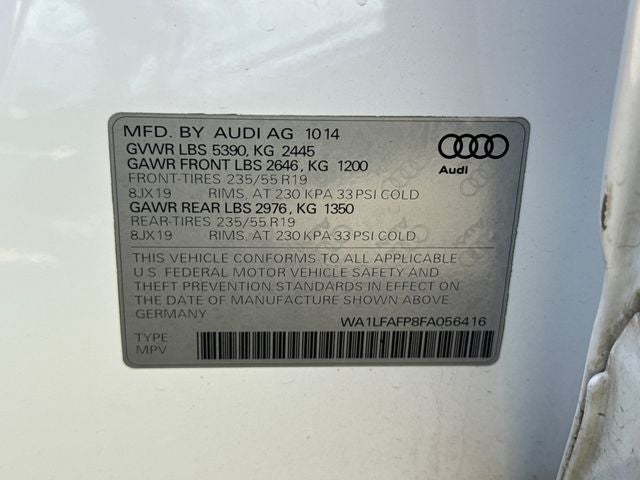 MFD. BY AUDI AG 10 14
GVWR LBS 5390, KG 2445
GAWR FRONT LBS 2646, KG 1200
FRONT-TIRES 235/55 R19
8JX19 RIMS, AT 230 KPA 33 PSI COLD
GAWR REAR LBS 2976, KG 1350
REAR-TIRES 235/55 R19
8JX19 RIMS, AT 230 KPA 33 PSI COLD
Audi
THIS VEHICLE CONFORMS TO ALL APPLICABLE
U.S. FEDERAL MOTOR VEHICLE SAFETY AND
THEFT PREVENTION STANDARDS IN EFFECT ON
THE DATE OF MANUFACTURE SHOWN ABOVE.
GERMANY
WA1LFAFP8FA056416
TYPE
MPV